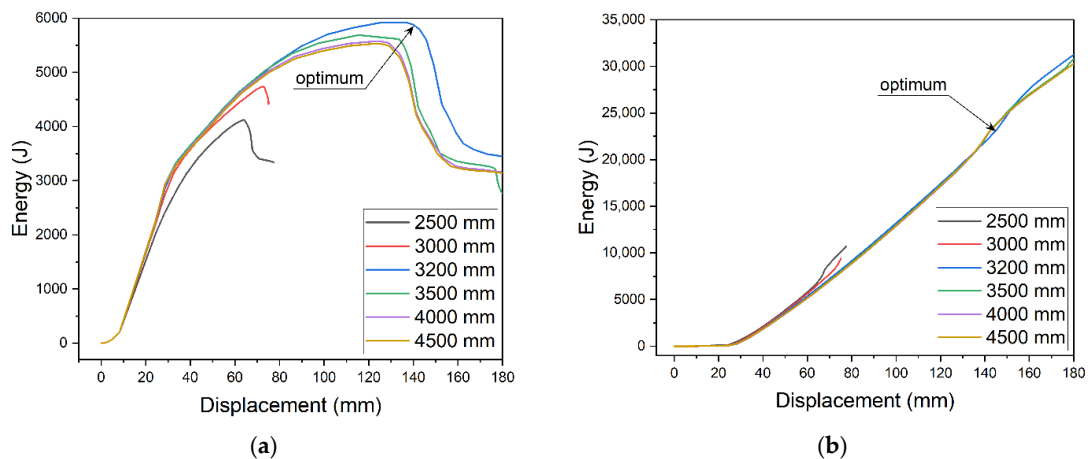 6000
5000
4000
3000
2000
1000
0
0 20 40 60 80 100 120 140 160 180
Energy (J)
Displacement (mm)
optimum
2500 mm
3000 mm
3200 mm
3500 mm
4000 mm
4500 mm
(a)
35,000
30,000
25,000
20,000
15,000
10,000
5000
0
0 20 40 60 80 100 120 140 160 180
Energy (J)
Displacement (mm)
optimum
2500 mm
3000 mm
3200 mm
3500 mm
4000 mm
4500 mm
(b)